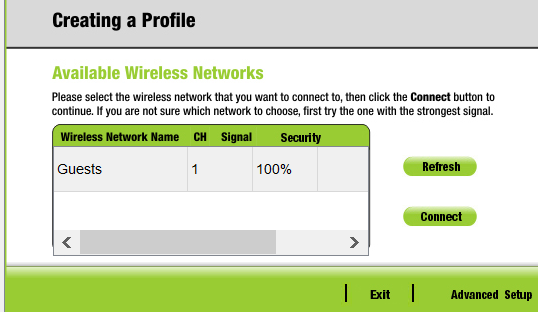 Creating a Profile
Available Wireless Networks
Please select the wireless network that you want to connect to, then click the Connect button to
continue. If you are not sure which network to choose, first try the one with the strongest signal.
Wireless Network Name CH Signal Security
Guests 1 100%
Refresh
Connect
Exit Advanced Setup